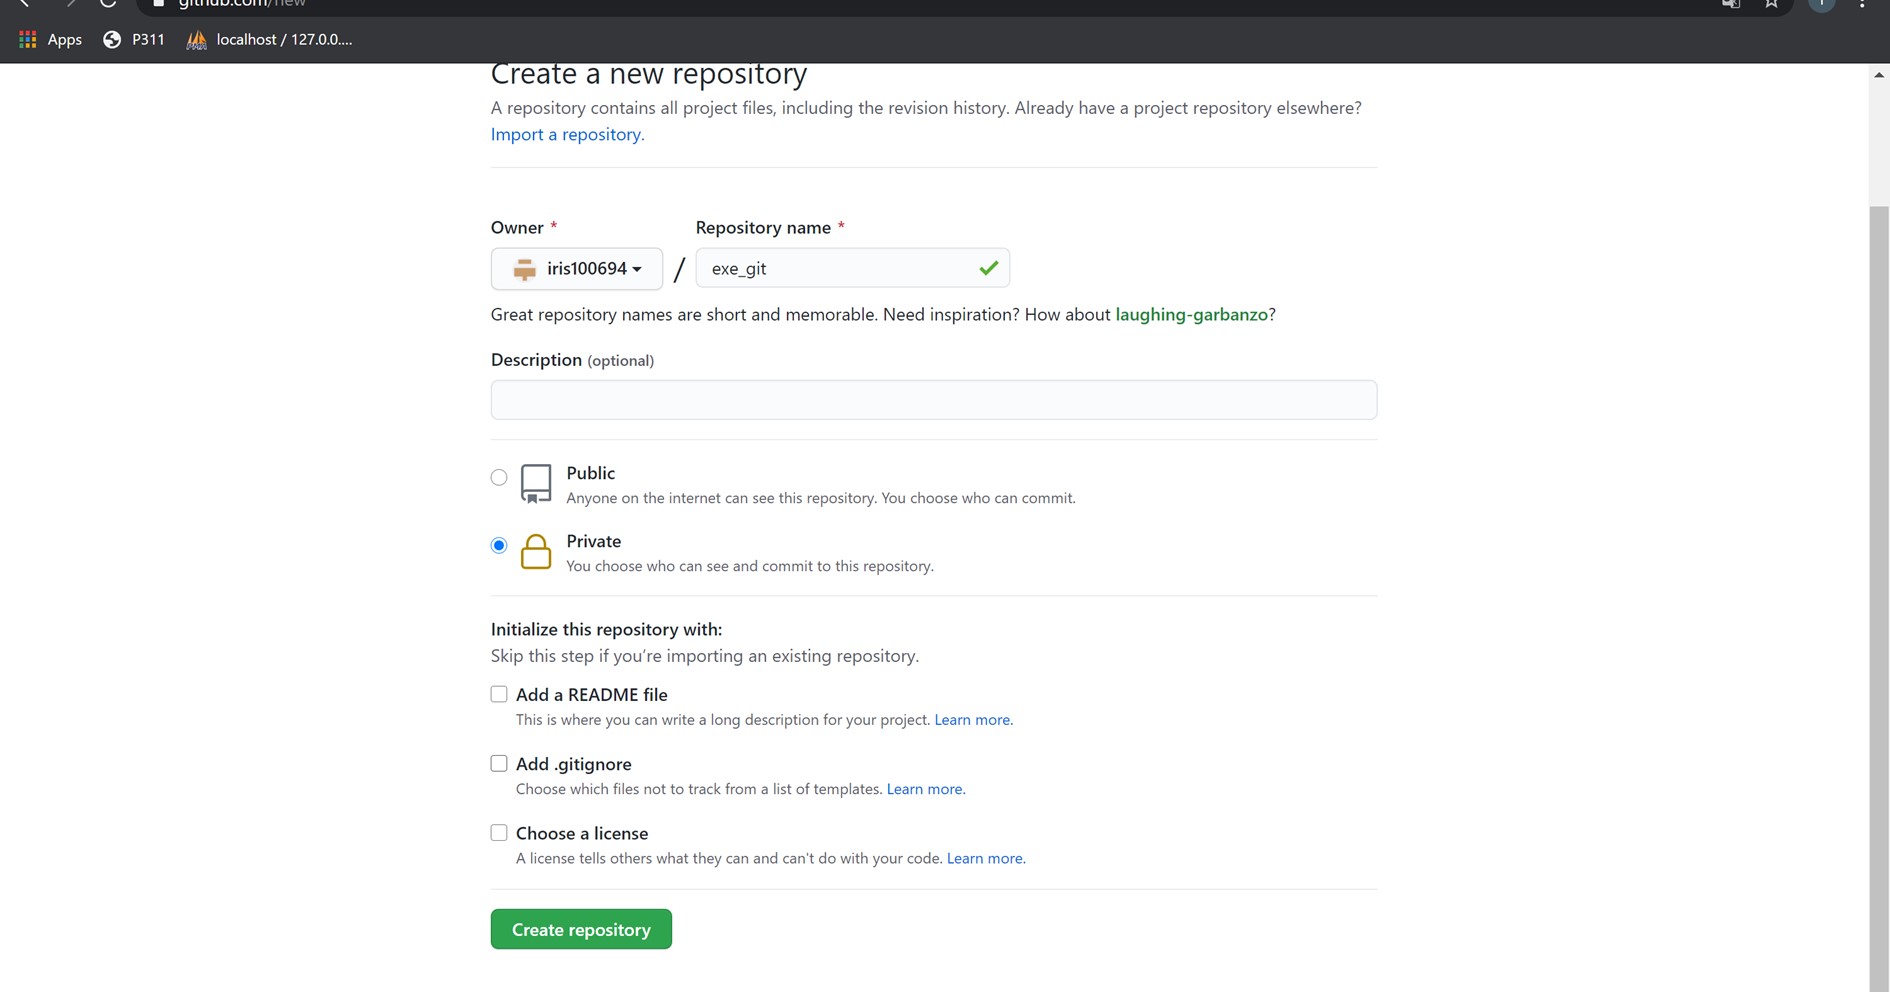 github.com/new
Apps P311 localhost / 127.0.0....
Create a new repository
A repository contains all project files, including the revision history. Already have a project repository elsewhere?
Import a repository.
Owner * Repository name *
iris100694 / exe_git
Great repository names are short and memorable. Need inspiration? How about laughing-garbanzo?
Description (optional)
Public
Anyone on the internet can see this repository. You choose who can commit.
Private
You choose who can see and commit to this repository.
Initialize this repository with:
Skip this step if you’re importing an existing repository.
Add a README file
This is where you can write a long description for your project. Learn more.
Add .gitignore
Choose which files not to track from a list of templates. Learn more.
Choose a license
A license tells others what they can and can't do with your code. Learn more.
Create repository